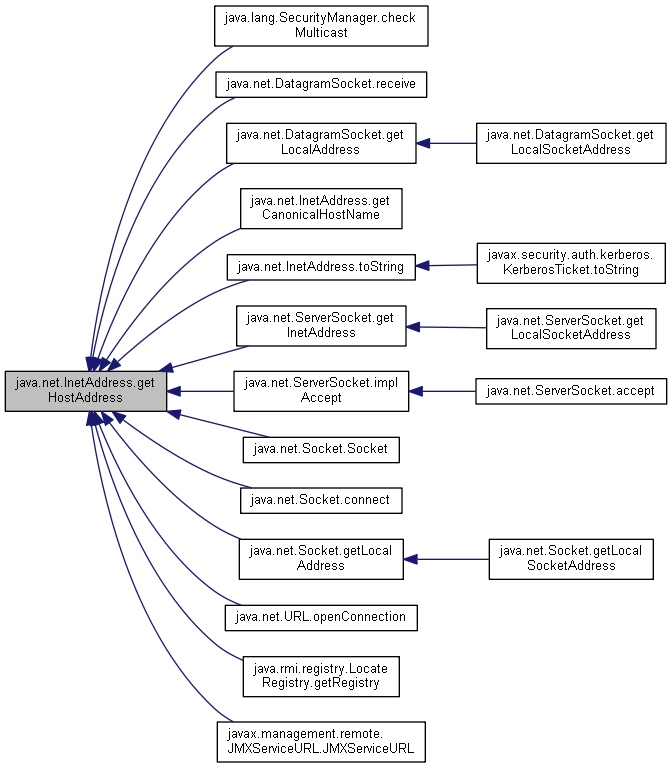 java.lang.SecurityManager.check
Multicast
java.net.DatagramSocket.receive
java.net.DatagramSocket.get
LocalAddress
java.net.DatagramSocket.get
LocalSocketAddress
java.net.InetAddress.get
CanonicalHostName
java.net.InetAddress.toString
javax.security.auth.kerberos.
KerberosTicket.toString
java.net.ServerSocket.get
InetAddress
java.net.ServerSocket.get
LocalSocketAddress
java.net.InetAddress.get
HostAddress
java.net.ServerSocket.impl
Accept
java.net.ServerSocket.accept
java.net.Socket.Socket
java.net.Socket.connect
java.net.Socket.getLocal
Address
java.net.Socket.getLocal
SocketAddress
java.net.URL.openConnection
java.rmi.registry.Locate
Registry.getRegistry
javax.management.remote.
JMXServiceURL.JMXServiceURL